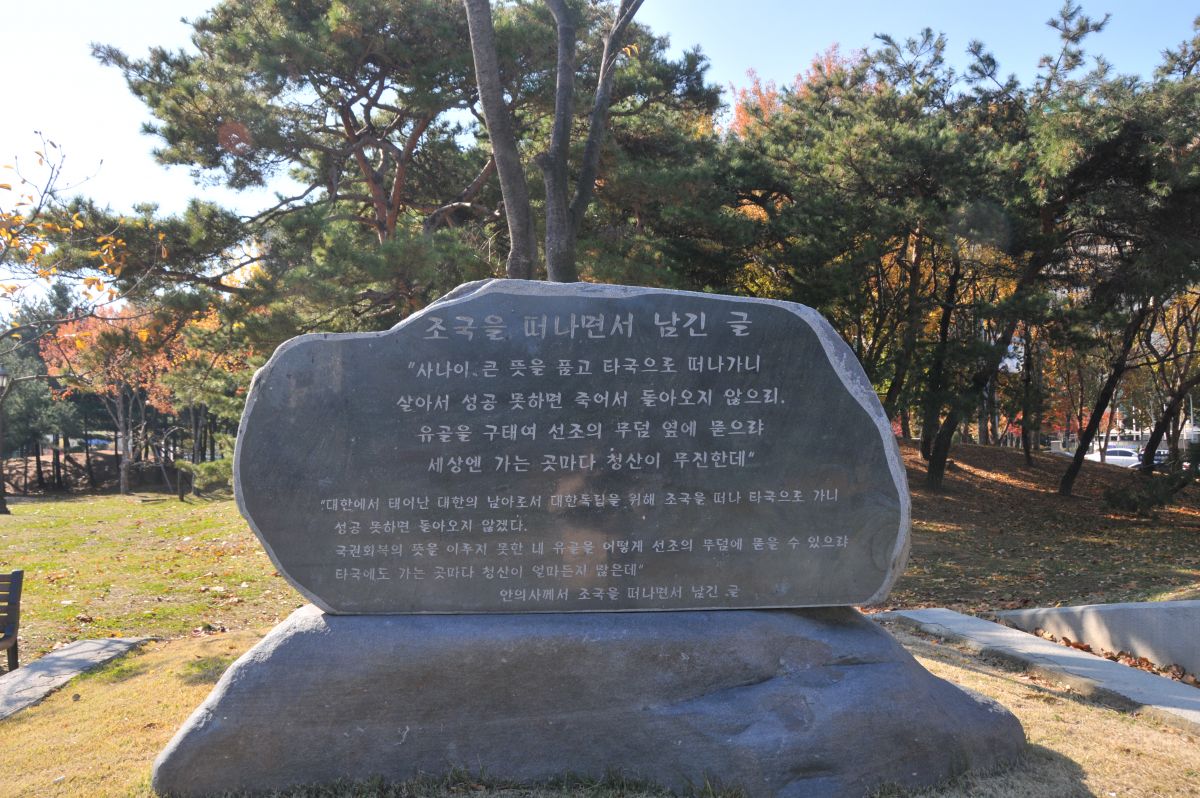 조국을 떠나면서 남긴 글
"사나이 큰 뜻을 품고 타국으로 떠나가니
살아서 성공 못하면 죽어서 돌아오지 않으리.
유골을 구태여 선조의 무덤 옆에 묻으랴
세상엔 가는 곳마다 청산이 무진한데"
"대한에서 태어난 대한의 남아로서 대한독립을 위해 조국을 떠나 타국으로 가니
성공 못하면 돌아오지 않겠다.
국권회복의 뜻을 이루지 못한 내 유골을 어떻게 선조의 무덤에 묻을 수 있으랴
타국에도 가는 곳마다 청산이 얼마든지 많은데"
안의사께서 조국을 떠나면서 남긴 글